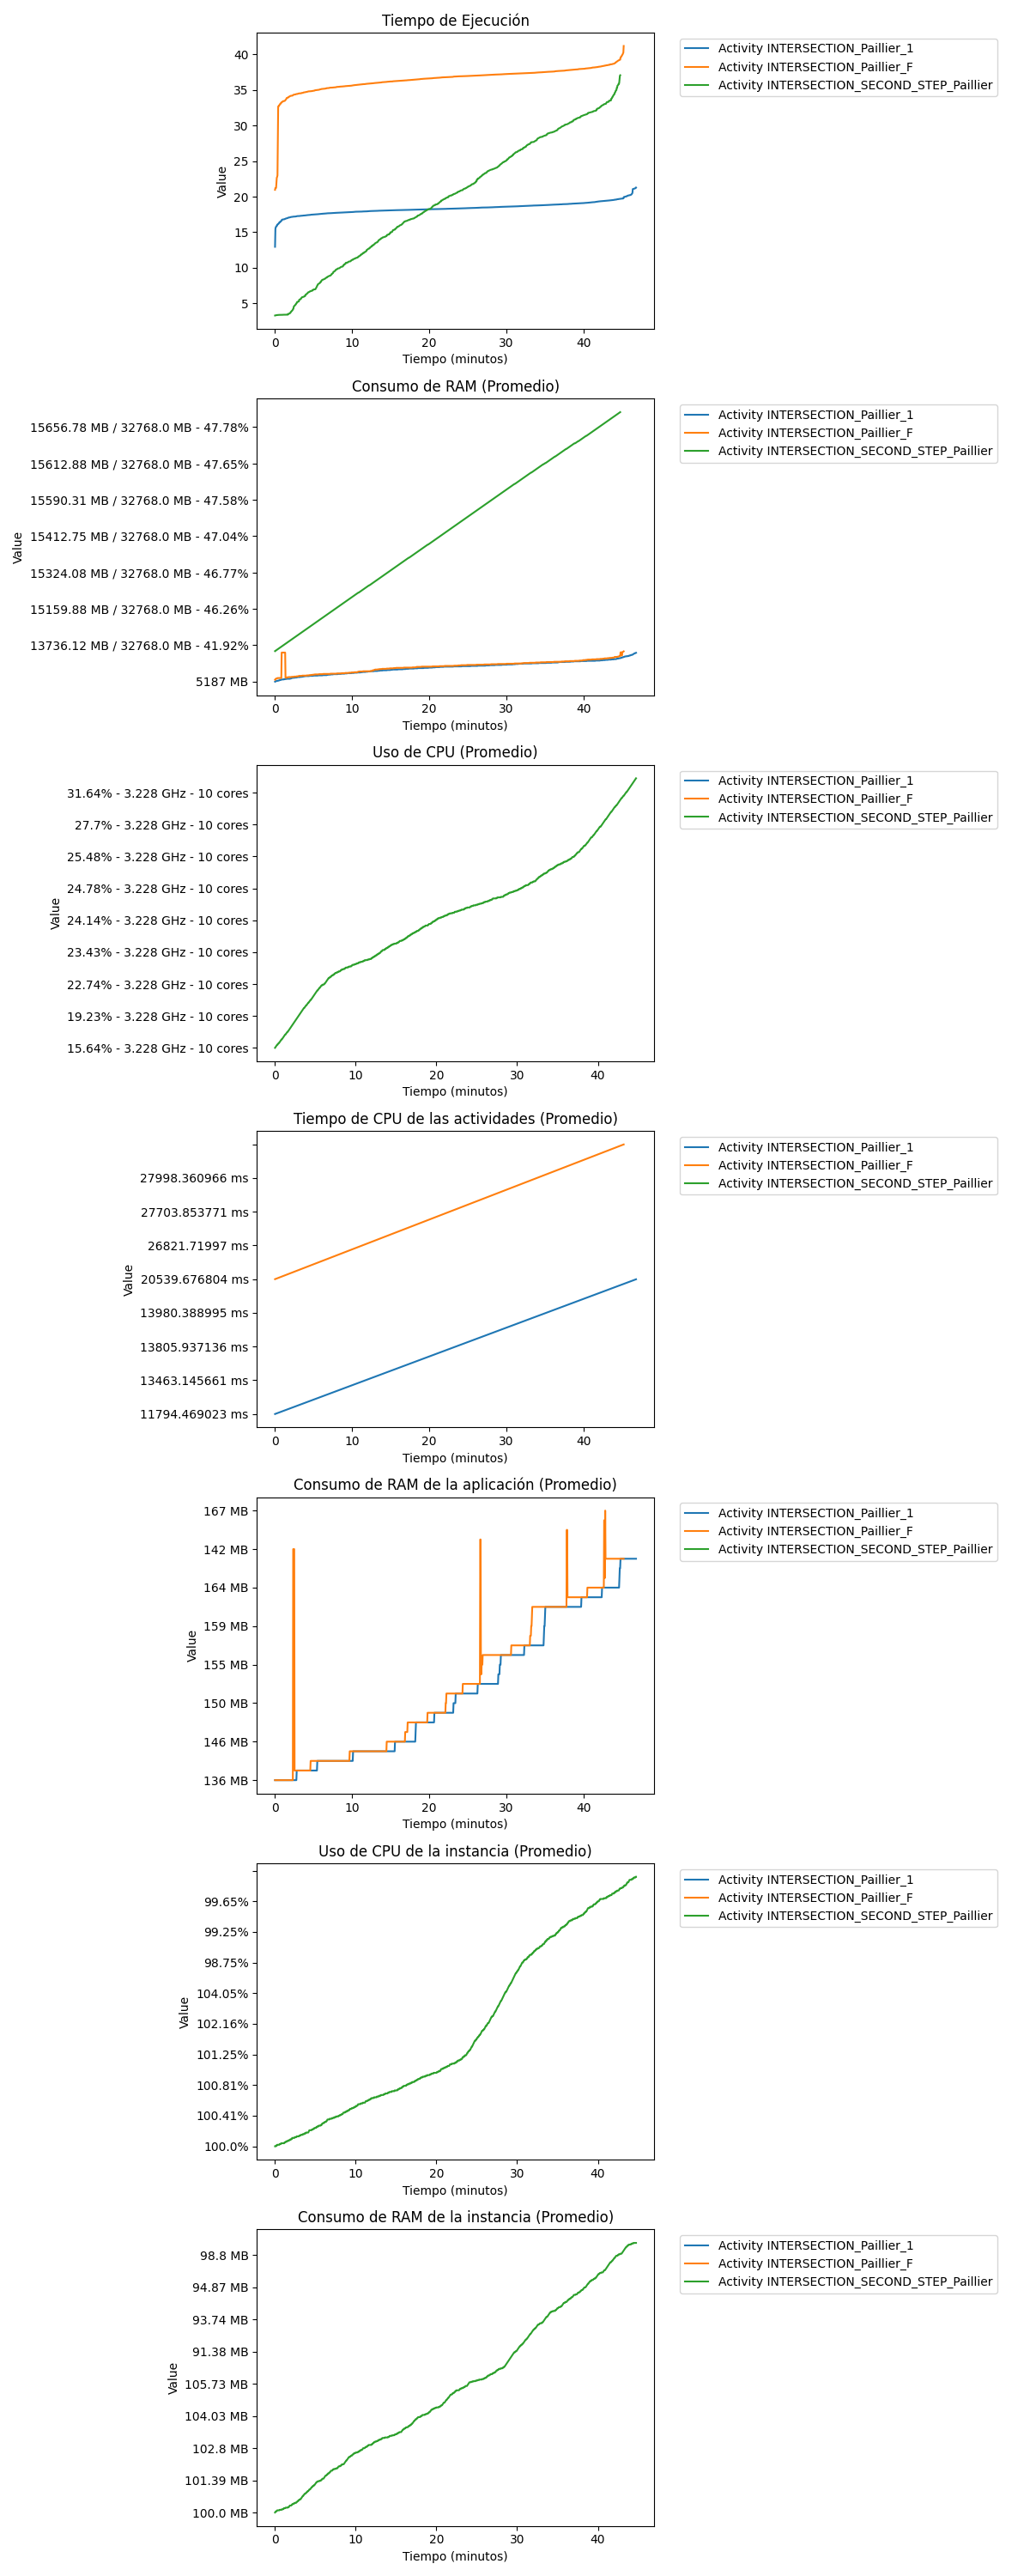 Tiempo de Ejecución
Activity INTERSECTION_Paillier_1
Activity INTERSECTION_Paillier_F
Activity INTERSECTION_SECOND_STEP_Paillier
40
35
30
25
20
15
10
5
Value
0 10 20 30 40
Tiempo (minutos)
Consumo de RAM (Promedio)
Activity INTERSECTION_Paillier_1
Activity INTERSECTION_Paillier_F
Activity INTERSECTION_SECOND_STEP_Paillier
15656.78 MB / 32768.0 MB - 47.78%
15612.88 MB / 32768.0 MB - 47.65%
15590.31 MB / 32768.0 MB - 47.58%
15412.75 MB / 32768.0 MB - 47.04%
15324.08 MB / 32768.0 MB - 46.77%
15159.88 MB / 32768.0 MB - 46.26%
13736.12 MB / 32768.0 MB - 41.92%
5187 MB
Value
0 10 20 30 40
Tiempo (minutos)
Uso de CPU (Promedio)
Activity INTERSECTION_Paillier_1
Activity INTERSECTION_Paillier_F
Activity INTERSECTION_SECOND_STEP_Paillier
31.64% - 3.228 GHz - 10 cores
27.7% - 3.228 GHz - 10 cores
25.48% - 3.228 GHz - 10 cores
24.78% - 3.228 GHz - 10 cores
24.14% - 3.228 GHz - 10 cores
23.43% - 3.228 GHz - 10 cores
22.74% - 3.228 GHz - 10 cores
19.23% - 3.228 GHz - 10 cores
15.64% - 3.228 GHz - 10 cores
Value
0 10 20 30 40
Tiempo (minutos)
Tiempo de CPU de las actividades (Promedio)
Activity INTERSECTION_Paillier_1
Activity INTERSECTION_Paillier_F
Activity INTERSECTION_SECOND_STEP_Paillier
27998.360966 ms
27703.853771 ms
26821.71997 ms
20539.676804 ms
13980.388995 ms
13805.937136 ms
13463.145661 ms
11794.469023 ms
Value
0 10 20 30 40
Tiempo (minutos)
Consumo de RAM de la aplicación (Promedio)
Activity INTERSECTION_Paillier_1
Activity INTERSECTION_Paillier_F
Activity INTERSECTION_SECOND_STEP_Paillier
167 MB
142 MB
164 MB
159 MB
155 MB
150 MB
146 MB
136 MB
Value
0 10 20 30 40
Tiempo (minutos)
Uso de CPU de la instancia (Promedio)
Activity INTERSECTION_Paillier_1
Activity INTERSECTION_Paillier_F
Activity INTERSECTION_SECOND_STEP_Paillier
99.65%
99.25%
98.75%
104.05%
102.16%
101.25%
100.81%
100.41%
100.0%
Value
0 10 20 30 40
Tiempo (minutos)
Consumo de RAM de la instancia (Promedio)
Activity INTERSECTION_Paillier_1
Activity INTERSECTION_Paillier_F
Activity INTERSECTION_SECOND_STEP_Paillier
98.8 MB
94.87 MB
93.74 MB
91.38 MB
105.73 MB
104.03 MB
102.8 MB
101.39 MB
100.0 MB
Value
0 10 20 30 40
Tiempo (minutos)